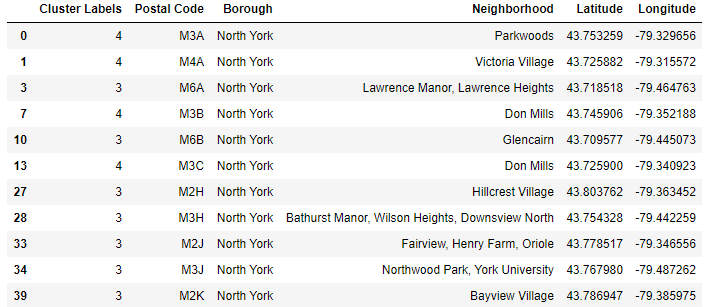 Cluster Labels Postal Code Borough Neighborhood Latitude Longitude
0 4 M3A North York Parkwoods 43.753259 -79.329656
1 4 M4A North York Victoria Village 43.725882 -79.315572
3 3 M6A North York Lawrence Manor, Lawrence Heights 43.718518 -79.464763
7 4 M3B North York Don Mills 43.745906 -79.352188
10 3 M6B North York Glencairn 43.709577 -79.445073
13 4 M3C North York Don Mills 43.725900 -79.340923
27 3 M2H North York Hillcrest Village 43.803762 -79.363452
28 3 M3H North York Bathurst Manor, Wilson Heights, Downsview North 43.754328 -79.442259
33 3 M2J North York Fairview, Henry Farm, Oriole 43.778517 -79.346556
34 3 M3J North York Northwood Park, York University 43.767980 -79.487262
39 3 M2K North York Bayview Village 43.786947 -79.385975